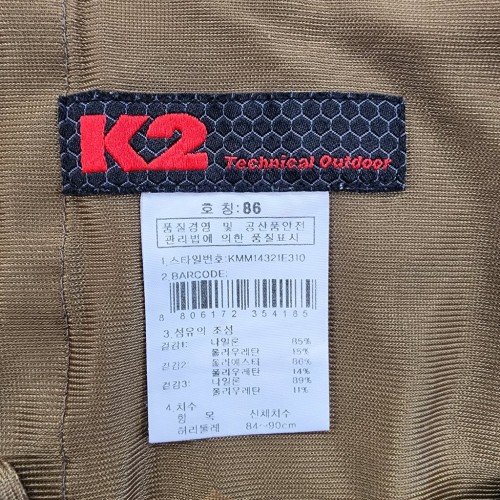 K2
Technical Outdoor
호 칭:86
품질경영 및 공산품안전
관리법에 의한 품질표시
1.스타일번호:KMM14321E310
2.BARCODE:
8 806172 354185
3.섬유의 조성
겉감1: 나일론 85%
폴리우레탄 15%
겉감2: 폴리에스터 86%
폴리우레탄 14%
겉감3: 나일론 89%
폴리우레탄 11%
4.치수
항 목 신체치수
허리둘레 84~90cm